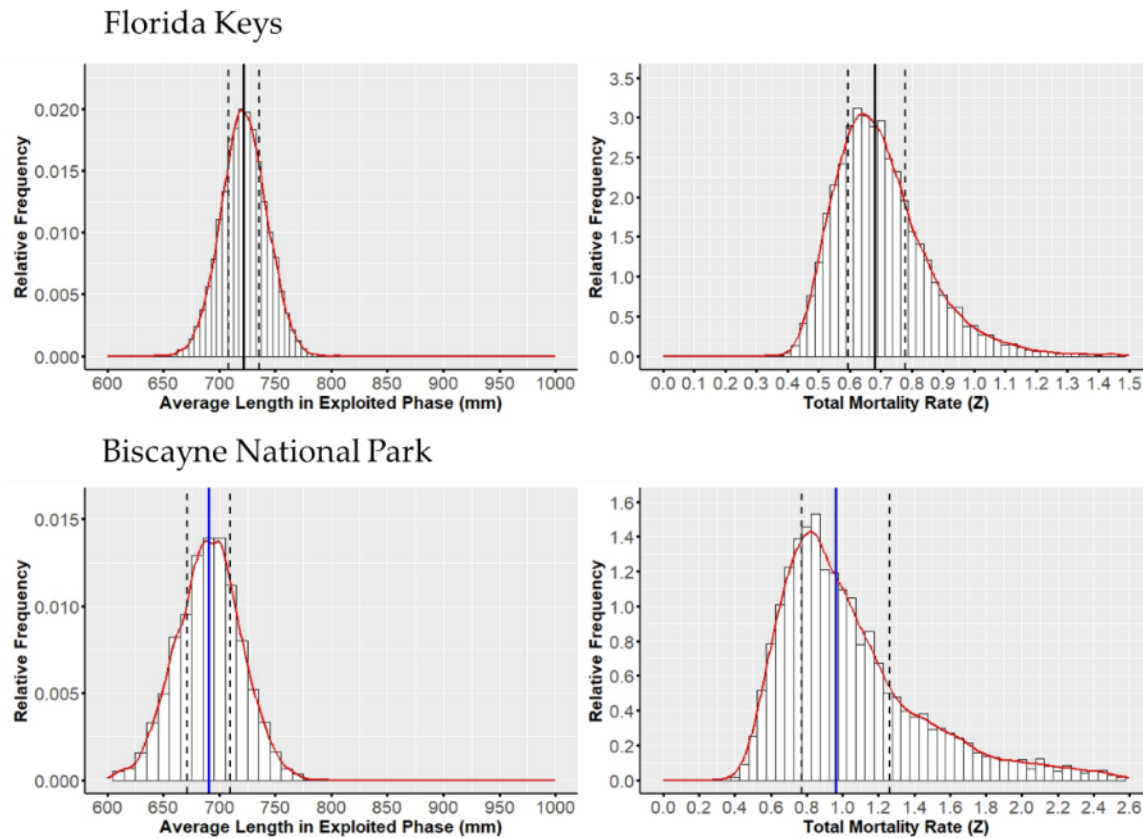 Florida Keys
Relative Frequency
0.020
0.015
0.010
0.005
0.000
600 650 700 750 800 850 900 950 1000
Average Length in Exploited Phase (mm)
Relative Frequency
3.5
3.0
2.5
2.0
1.5
1.0
0.5
0.0
0.0 0.1 0.2 0.3 0.4 0.5 0.6 0.7 0.8 0.9 1.0 1.1 1.2 1.3 1.4 1.5
Total Mortality Rate (Z)
Biscayne National Park
Relative Frequency
0.015
0.010
0.005
0.000
600 650 700 750 800 850 900 950 1000
Average Length in Exploited Phase (mm)
Relative Frequency
1.6
1.4
1.2
1.0
0.8
0.6
0.4
0.2
0.0
0.0 0.2 0.4 0.6 0.8 1.0 1.2 1.4 1.6 1.8 2.0 2.2 2.4 2.6
Total Mortality Rate (Z)